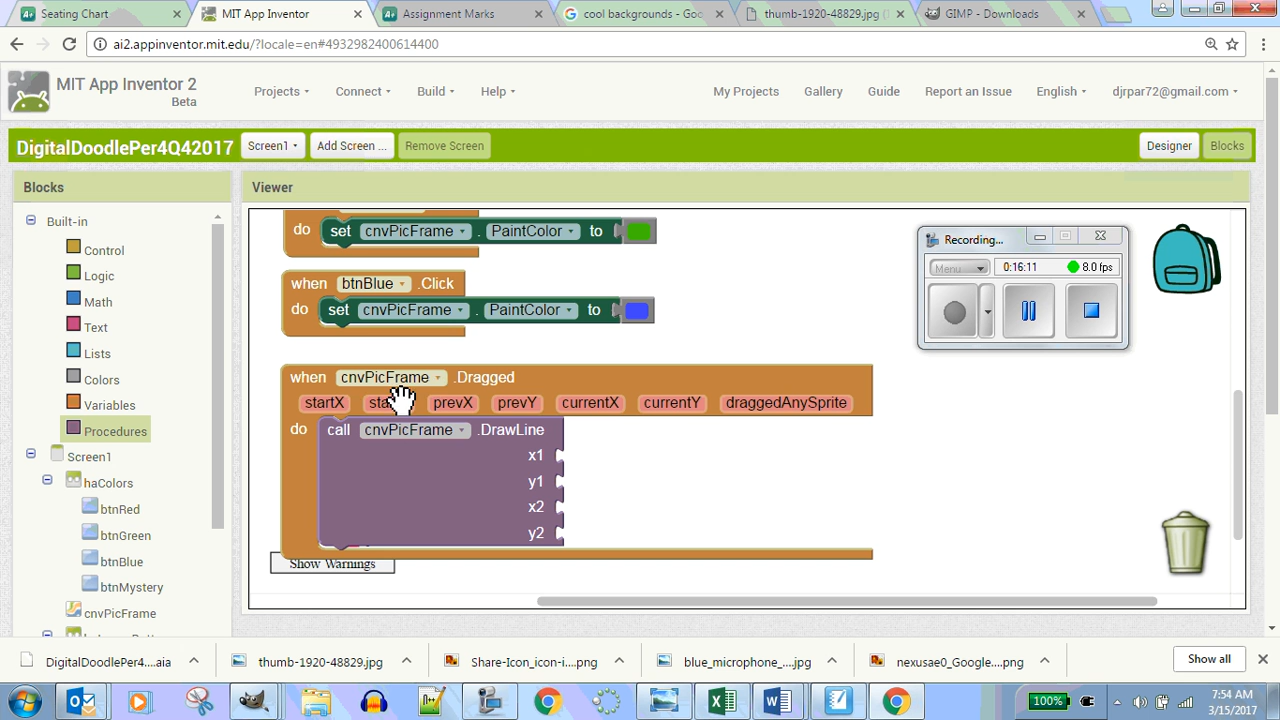 Seating Chart
MIT App Inventor
Assignment Marks
cool backgrounds - Goo
thumb-1920-48829.jpg (
GIMP - Downloads
ai2.appinventor.mit.edu/?locale=en#4932982400614400
MIT App Inventor 2
Beta
Projects
Connect
Build
Help
My Projects
Gallery
Guide
Report an Issue
English
djrpar72@gmail.com
DigitalDoodlePer4Q42017
Screen1
Add Screen ...
Remove Screen
Designer
Blocks
Blocks
Viewer
Built-in
Control
Logic
Math
Text
Lists
Colors
Variables
Procedures
Screen1
haColors
btnRed
btnGreen
btnBlue
btnMystery
cnvPicFrame
do set cnvPicFrame . PaintColor to
when btnBlue .Click
do set cnvPicFrame . PaintColor to
when cnvPicFrame .Dragged
startX prevX prevY currentX currentY draggedAnySprite
do call cnvPicFrame .DrawLine
x1
y1
x2
y2
Show Warnings
Recording...
Menu
0:16:11
8.0 fps
DigitalDoodlePer4....aia
thumb-1920-48829.jpg
Share-Icon_icon-i....png
blue_microphone_....jpg
nexusae0_Google....png
Show all
100%
7:54 AM
3/15/2017